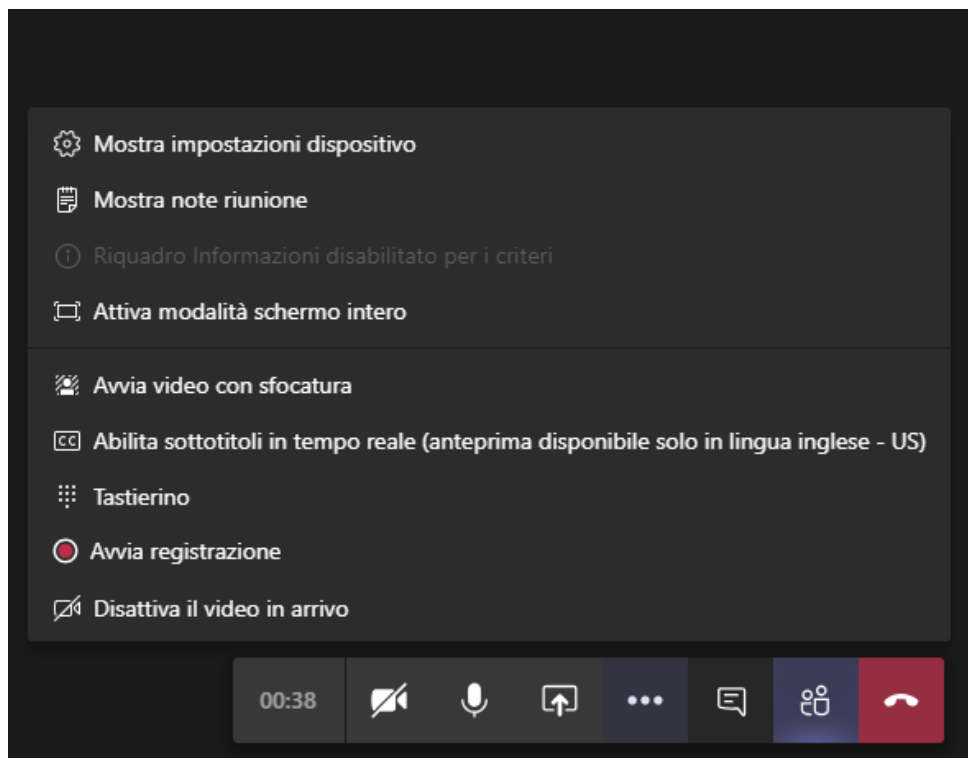 Mostra impostazioni dispositivo
Mostra note riunione
Riquadro Informazioni disabilitato per i criteri
Attiva modalità schermo intero
Avvia video con sfocatura
CC Abilita sottotitoli in tempo reale (anteprima disponibile solo in lingua inglese - US)
Tastierino
Avvia registrazione
Disattiva il video in arrivo
00:38